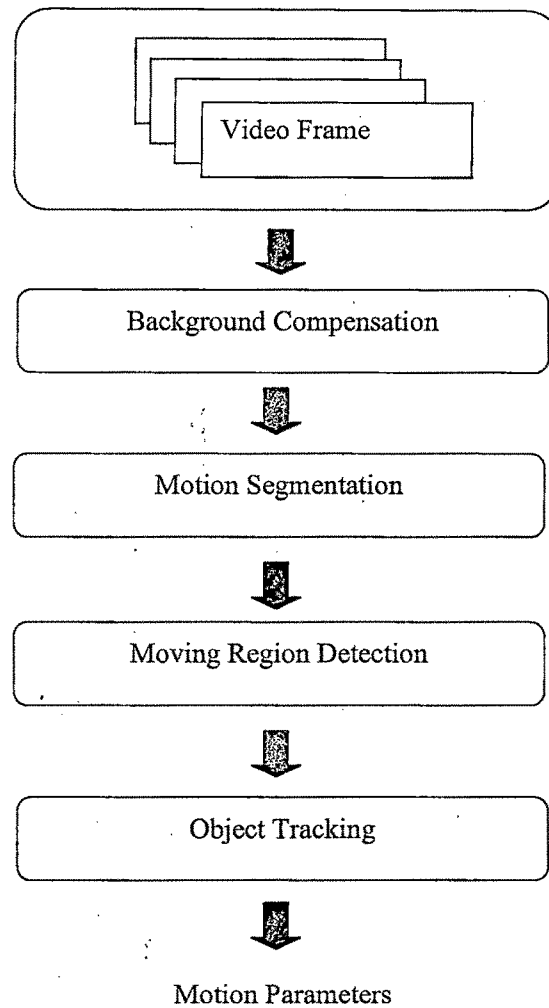 Video Frame
Background Compensation
Motion Segmentation
Moving Region Detection
Object Tracking
Motion Parameters